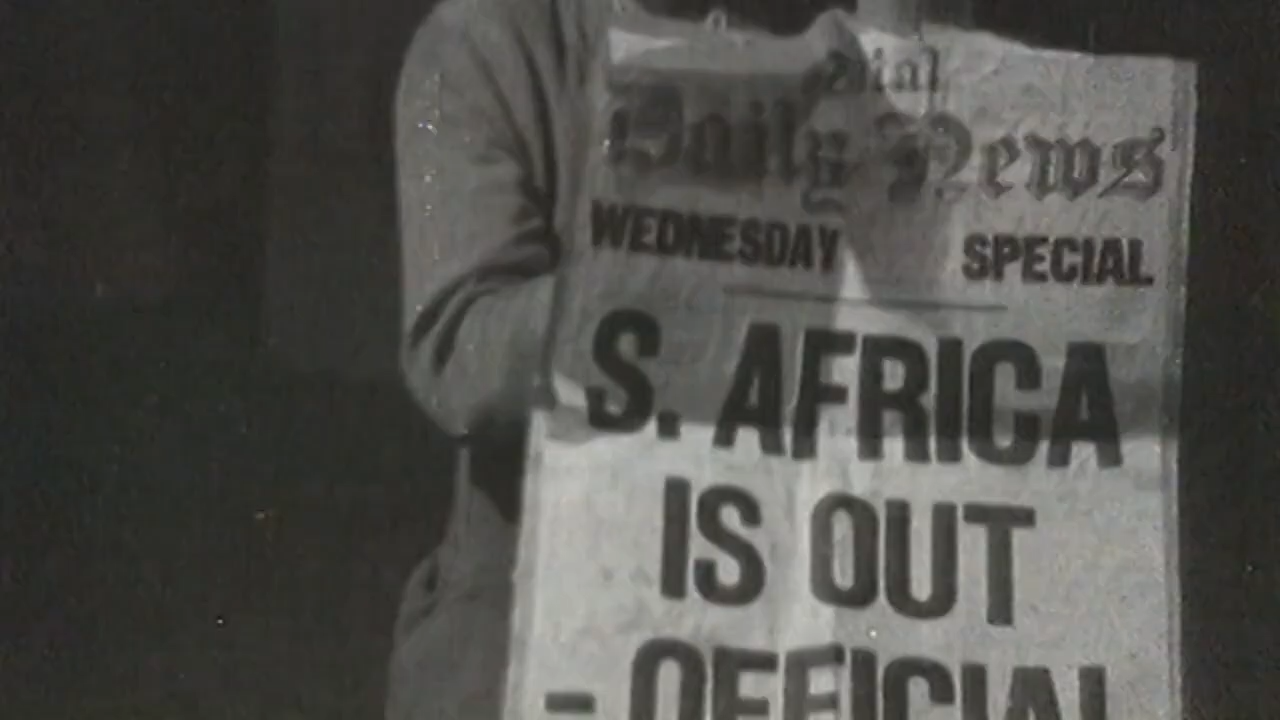 Daily News
WEDNESDAY SPECIAL
S. AFRICA
IS OUT
- OFFICIAL